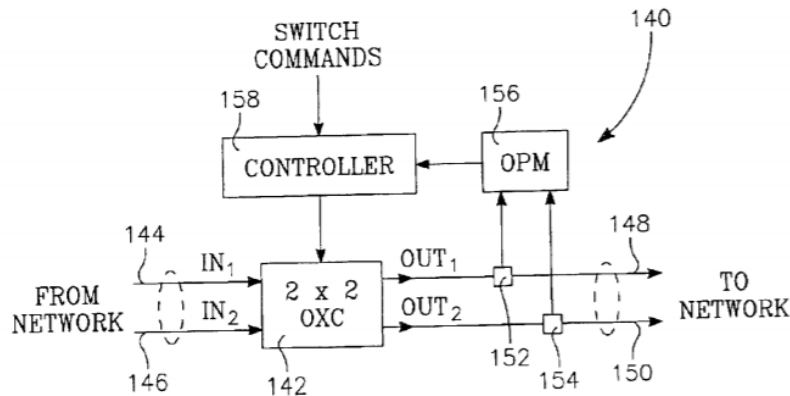 SWITCH
COMMANDS
140
158
156
CONTROLLER
OPM
144
IN₁
OUT₁
148
FROM
NETWORK
2 x 2
OXC
TO
NETWORK
IN₂
OUT₂
146
142
152
154
150